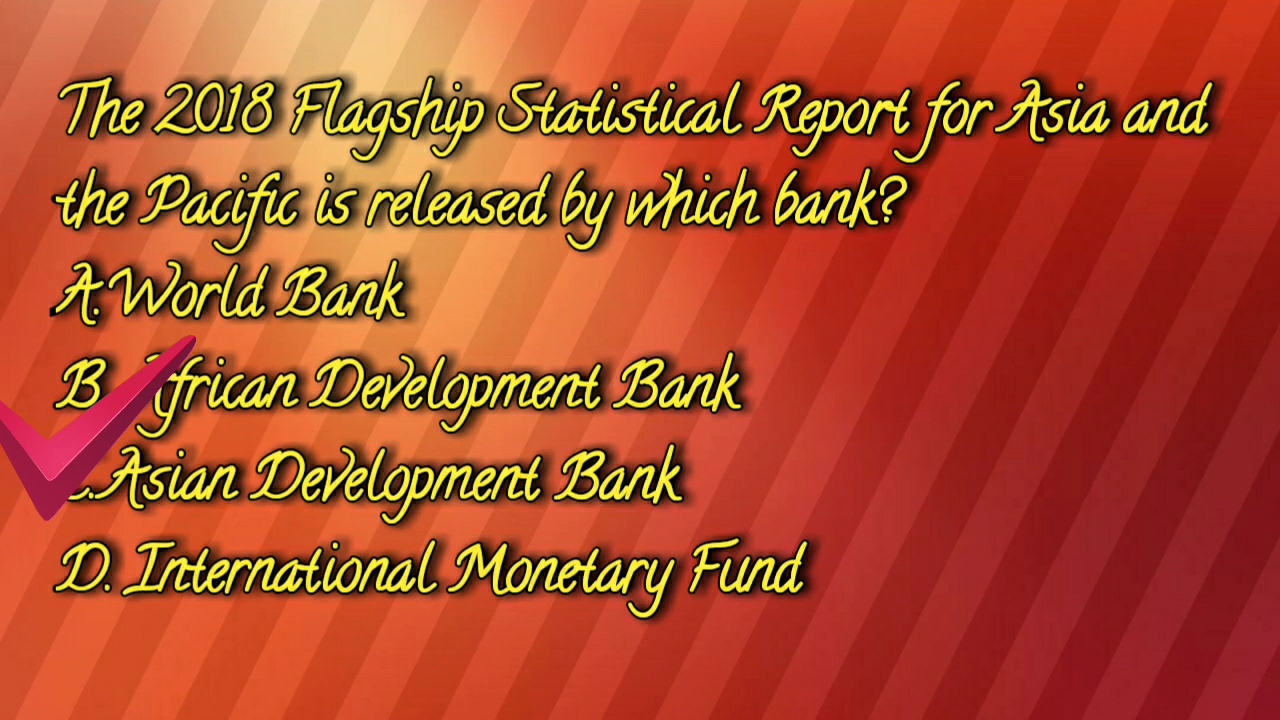 The 2018 Flagship Statistical Report for Asia and
the Pacific is released by which bank?
A. World Bank
B. African Development Bank
C. Asian Development Bank
D. International Monetary Fund